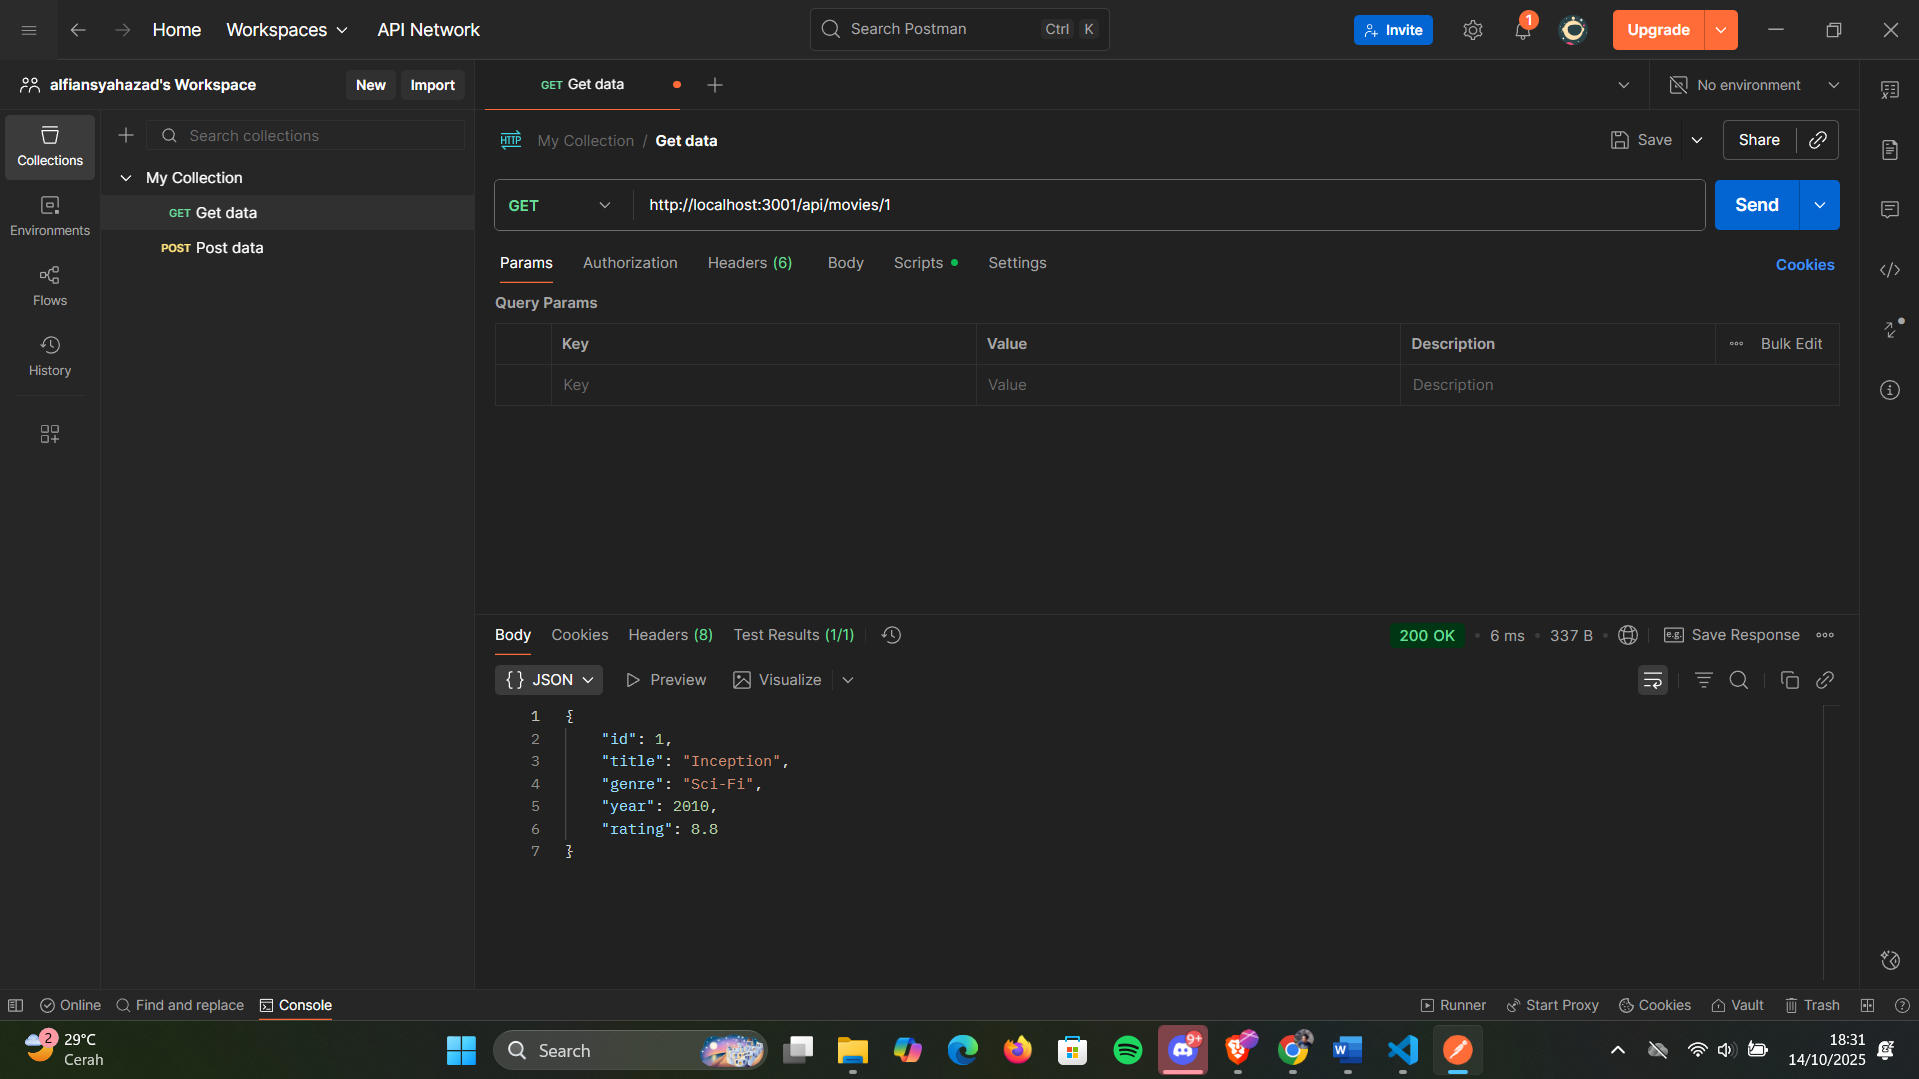 Home
Workspaces
API Network
Search Postman
Ctrl K
Invite
1
Upgrade
alfiansyahazad's Workspace
New
Import
GET Get data
No environment
Collections
Environments
Flows
History
Search collections
My Collection
GET Get data
POST Post data
HTTP
My Collection / Get data
Save
Share
GET
http://localhost:3001/api/movies/1
Send
Params
Authorization
Headers (6)
Body
Scripts
Settings
Cookies
Query Params
Key Value Description Bulk Edit
Key Value Description
Body
Cookies
Headers (8)
Test Results (1/1)
200 OK
6 ms
337 B
e.g.
Save Response
{} JSON
Preview
Visualize
1 {
2 "id": 1,
3 "title": "Inception",
4 "genre": "Sci-Fi",
5 "year": 2010,
6 "rating": 8.8
7 }
Online
Find and replace
Console
Runner
Start Proxy
Cookies
Vault
Trash
2
29°C
Cerah
Search
9+
W
18:31
14/10/2025